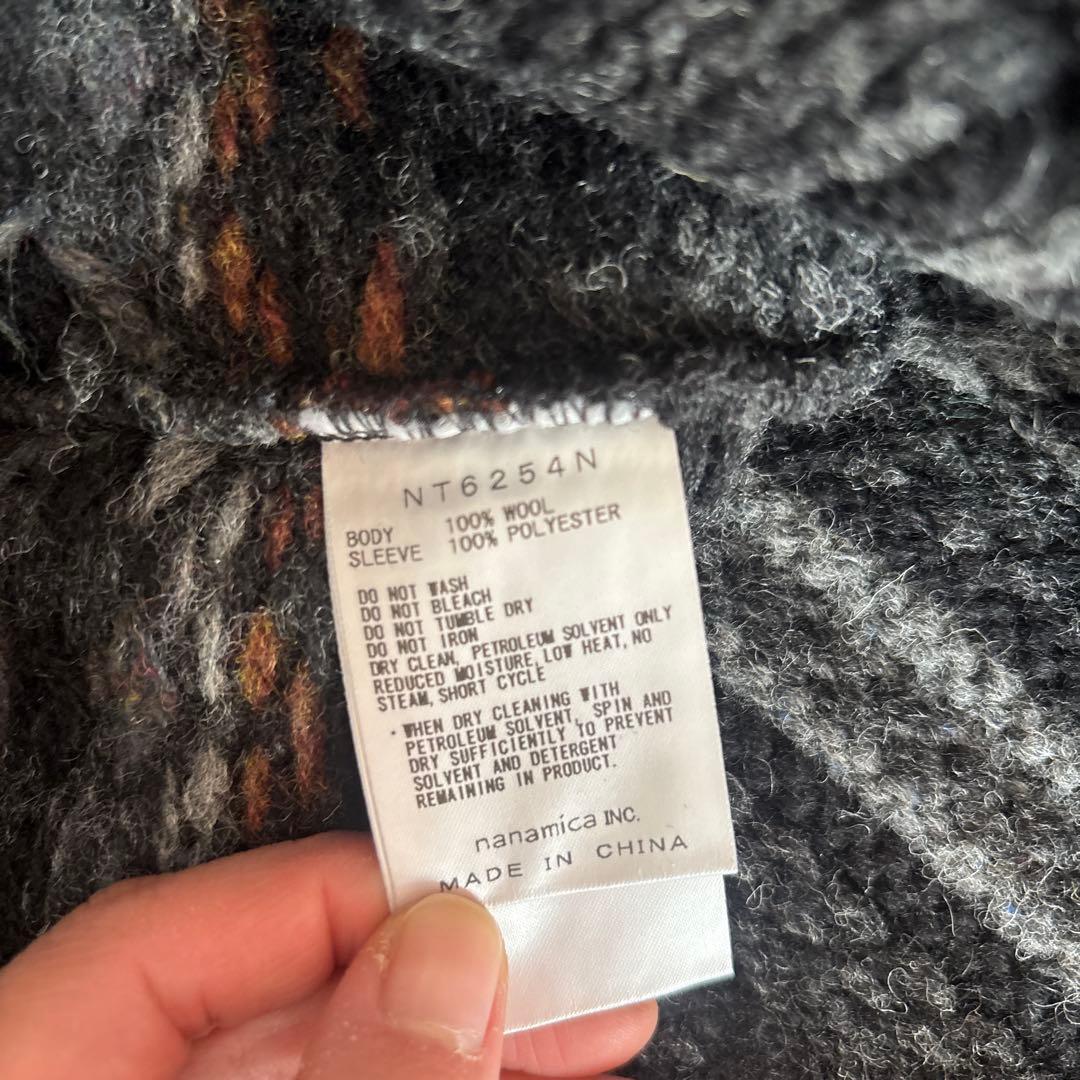 NT6254N
BODY 100% WOOL
SLEEVE 100% POLYESTER
DO NOT WASH
DO NOT BLEACH
DO NOT TUMBLE DRY
DO NOT IRON
DRY CLEAN, PETROLEUM SOLVENT ONLY
REDUCED MOISTURE, LOW HEAT, NO
STEAM, SHORT CYCLE
・WHEN DRY CLEANING WITH
PETROLEUM SOLVENT, SPIN AND
DRY SUFFICIENTLY TO PREVENT
SOLVENT AND DETERGENT
REMAINING IN PRODUCT.
nanamica INC.
MADE IN CHINA